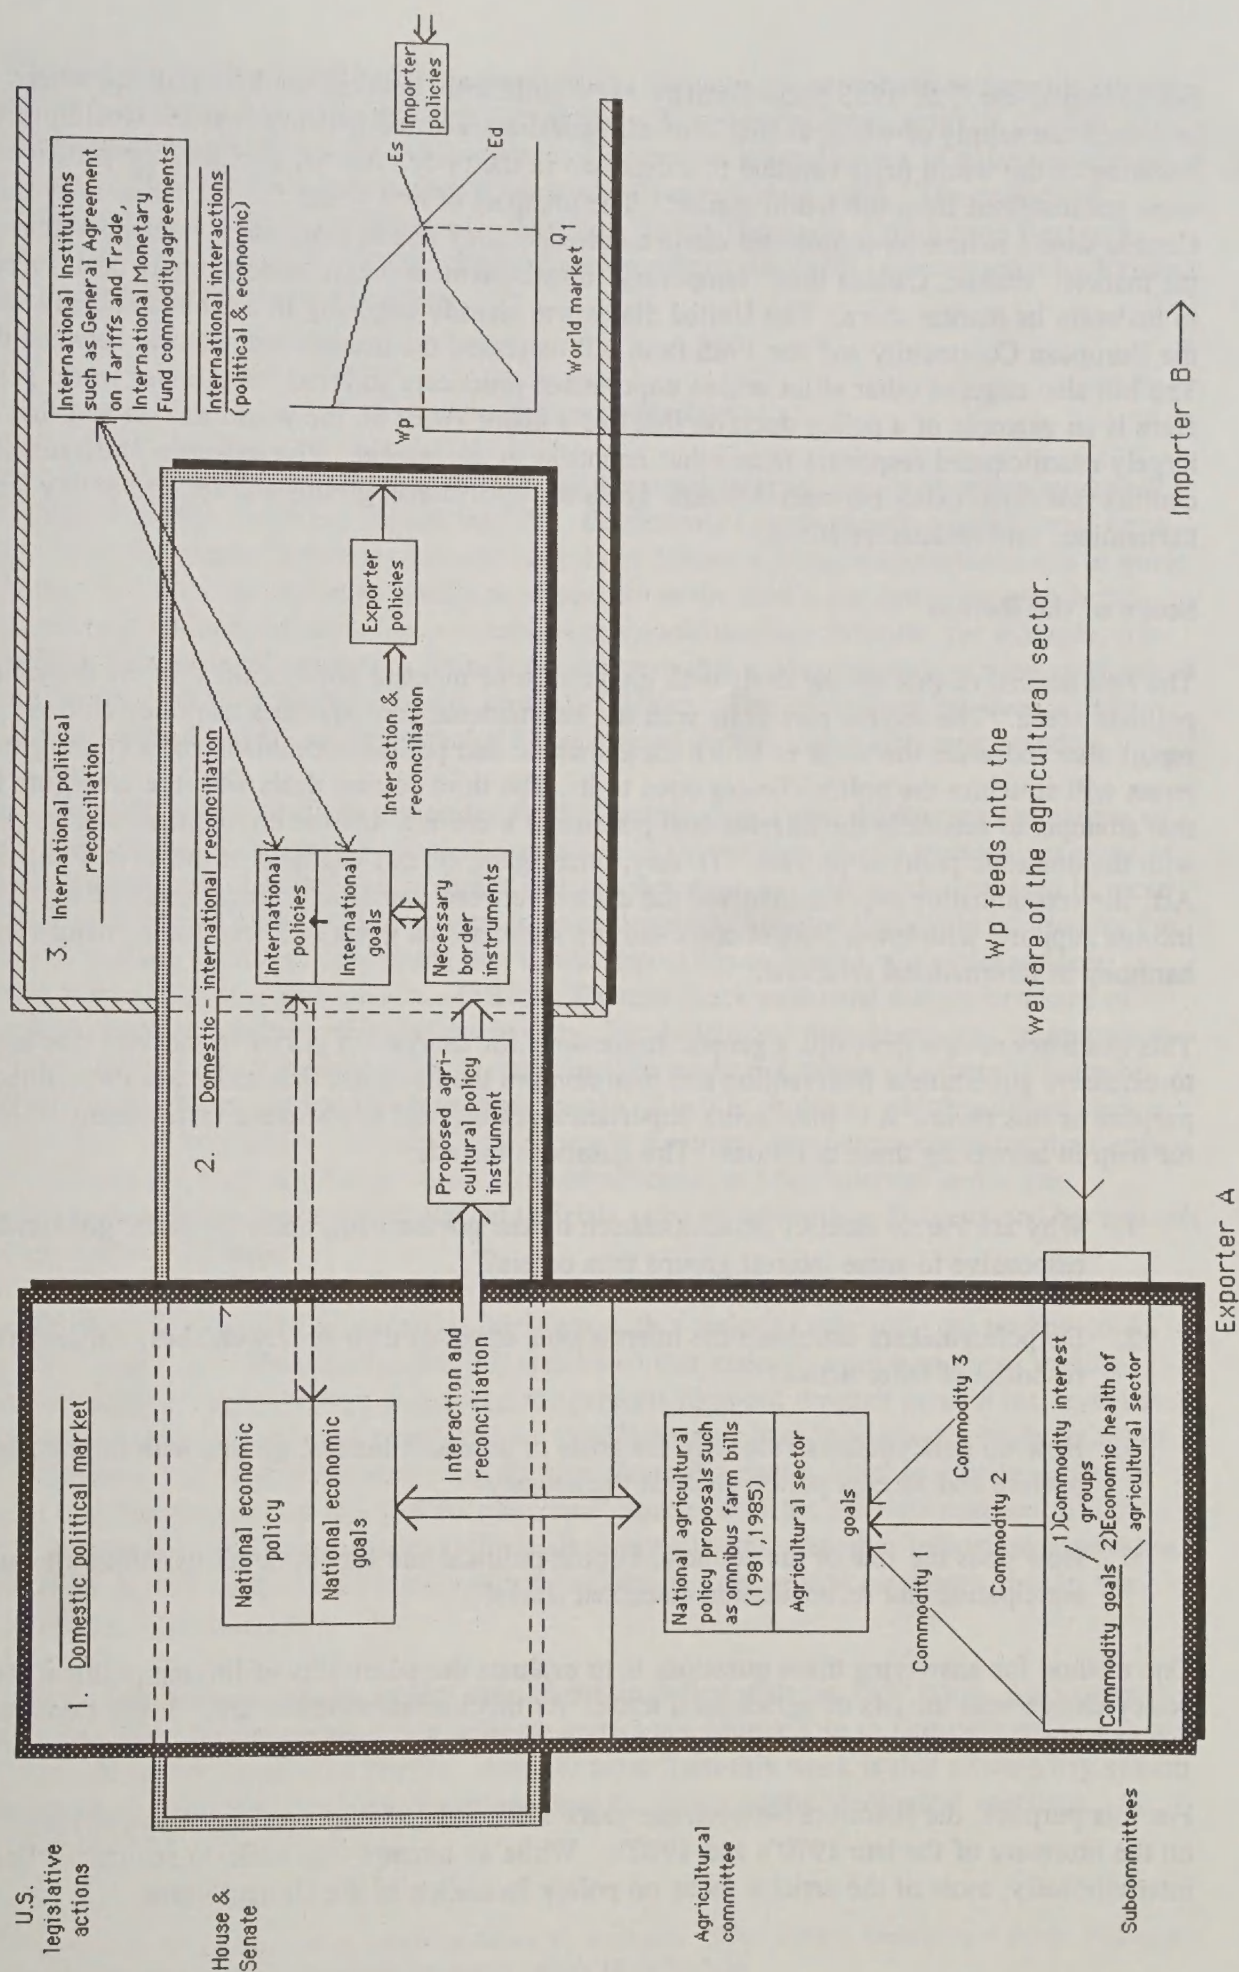 U.S.
legislative
actions
House &
Senate
Agricultural
committee
Subcommittees
1. Domestic political market
National economic
policy
National economic
goals
Interaction and
reconciliation
National agricultural
policy proposals such
as omnibus farm bills
(1981,1985)
Agricultural sector
goals
Commodity 1
Commodity 2
Commodity 3
1)Commodity interest
groups
Commodity goals 2)Economic health of
agricultural sector
Exporter A
2. Domestic - international reconciliation
Proposed agri-
cultural policy
instrument
International
policies
International
goals
Necessary
border
instruments
Interaction &
reconciliation
Exporter
policies
3. International political
reconciliation
International Institutions
such as General Agreement
on Tariffs and Trade,
International Monetary
Fund commodity agreements
International interactions
(political & economic)
Wp
Es
Ed
Q1
World market
Importer
policies
Wp feeds into the
welfare of the agricultural sector.
Importer B